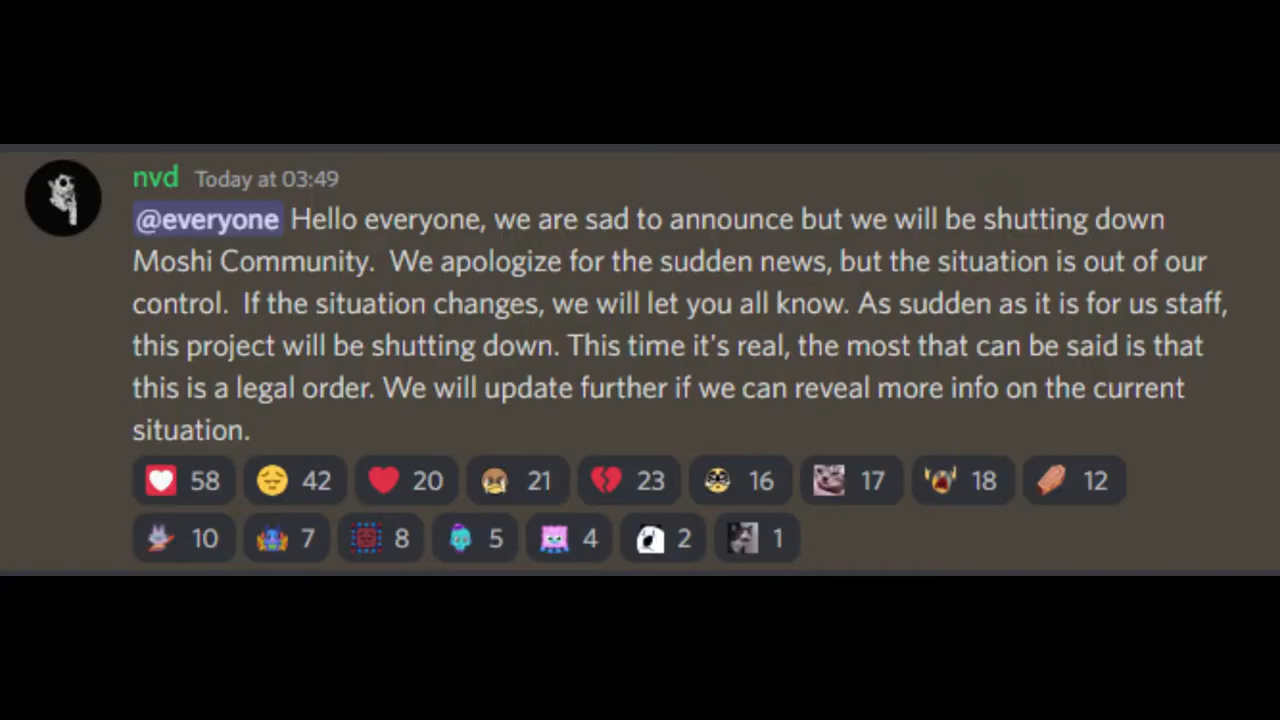 nvd Today at 03:49
@everyone Hello everyone, we are sad to announce but we will be shutting down
Moshi Community.  We apologize for the sudden news, but the situation is out of our
control.  If the situation changes, we will let you all know. As sudden as it is for us staff,
this project will be shutting down. This time it's real, the most that can be said is that
this is a legal order. We will update further if we can reveal more info on the current
situation.
58 42 20 21 23 16 17 18 12
10 7 8 5 4 2 1